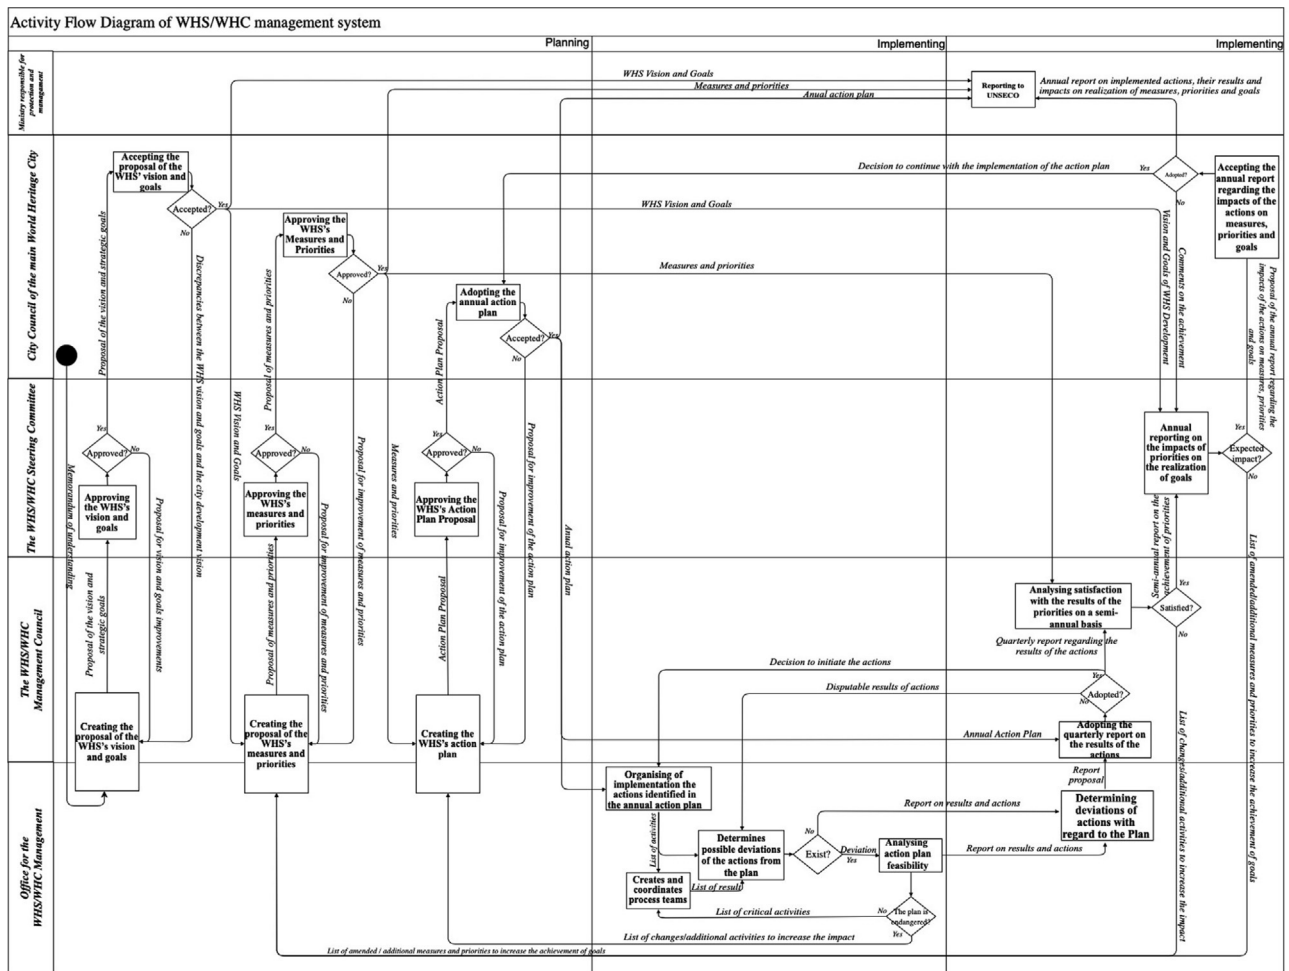 Activity Flow Diagram of WHS/WHC management system
Planning
Implementing
Implementing
Ministry responsible for
protection and
management
WHS Vision and Goals
Measures and priorities
Anual action plan
Reporting to
UNSECO
Annual report on implemented actions, their results and
impacts on realization of measures, priorities and goals
City Council of the main World Heritage City
Accepting the
proposal of the
WHS' vision and
goals
Accepted?
Yes
No
Proposal of the vision and strategic goals
Discrepancies between the WHS vision and goals and the city development vision
Approving the
WHS's
Measures and
Priorities
Approved?
Yes
No
Proposal of measures and priorities
Adopting the
annual action
plan
Accepted?
Yes
No
Action Plan Proposal
Decision to continue with the implementation of the action plan
WHS Vision and Goals
Measures and priorities
Yes
Adopted?
No
Accepting the
annual report
regarding the
impacts of the
actions on
measures,
priorities and
goals
Vision and Goals of WHS Development
Comments on the achievement
Proposal of the annual report regarding the
impacts of the actions on measures, priorities
and goals
The WHS/WHC Steering Committee
Memorandum of understanding
Yes
Approved?
No
Approving
the WHS's
vision and
goals
Proposal for vision and goals improvements
WHS Vision and Goals
Yes
Approved?
No
Approving the
WHS's
measures and
priorities
Proposal for improvement of measures and priorities
Proposal for improvement of measures and priorities
Measures and priorities
Yes
Approved?
No
Approving the
WHS's Action
Plan Proposal
Proposal for improvement of the action plan
Proposal for improvement of the action plan
Anual action plan
Annual
reporting on
the impacts of
priorities on
the realization
of goals
Yes
Expected
impact?
No
Semi-annual report on the
achievement of priorities
List of amended/additional measures and priorities to increase the achievement of goals
The WHS/WHC
Management Council
Proposal of the vision and
strategic goals
Creating the
proposal of the
WHS's vision
and goals
Proposal of measures and priorities
Creating the
proposal of the
WHS's
measures and
priorities
Action Plan Proposal
Creating the
WHS's action
plan
Analysing satisfaction
with the results of the
priorities on a semi-
annual basis
Yes
Satisfied?
No
Quarterly report regarding the
results of the actions
Decision to initiate the actions
Disputable results of actions
Yes
Adopted?
No
Annual Action Plan
Adopting the
quarterly report on
the results of the
actions
List of changes/additional activities to increase the impact
Office for the
WHS/WHC Management
Organising of
implementation the
actions identified in
the annual action plan
Report
proposal
Determining
deviations of
actions with
regard to the Plan
Report on results and actions
List of activities
Determines
possible deviations
of the actions from
the plan
No
Exist?
Deviation
Yes
Analysing
action plan
feasibility
Report on results and actions
Creates and
coordinates
process teams
List of result
List of critical activities
No
The plan is
endangered?
Yes
List of changes/additional activities to increase the impact
List of amended / additional measures and priorities to increase the achievement of goals